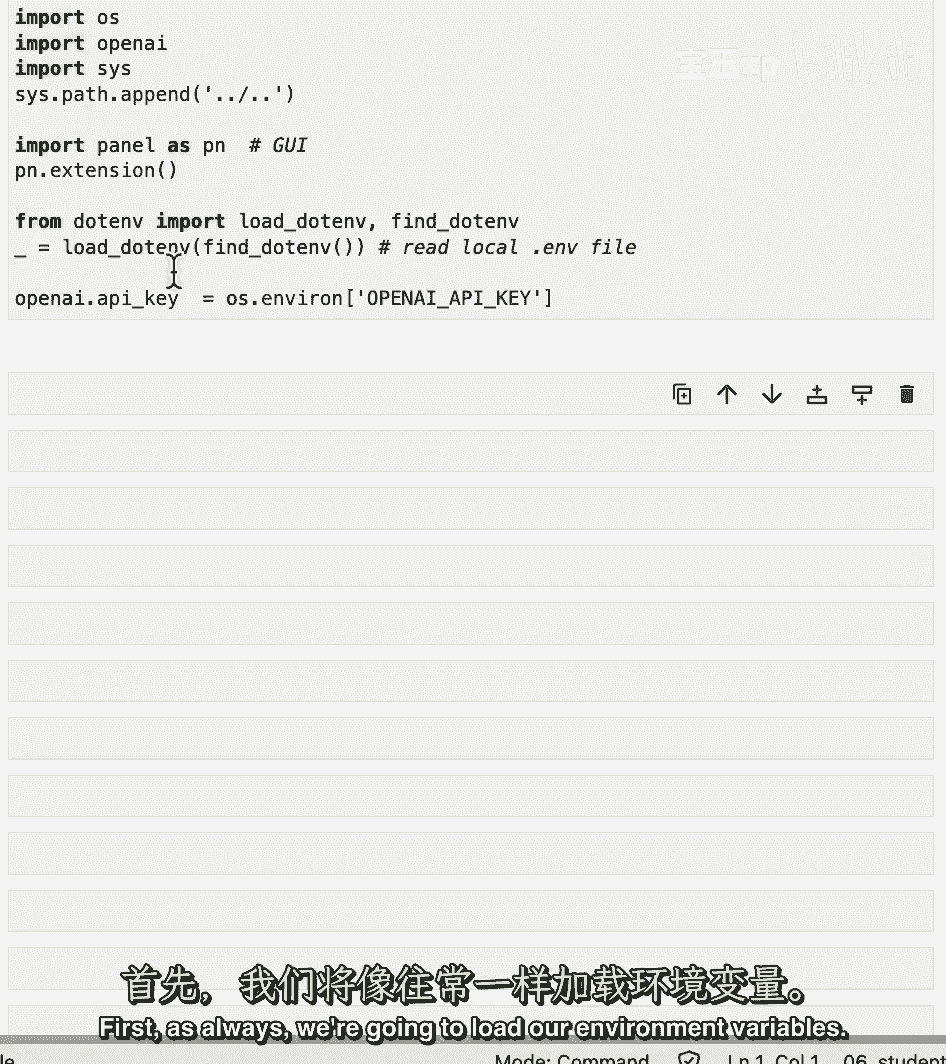 import os
import openai
import sys
sys.path.append('../..')
import panel as pn  # GUI
pn.extension()
from dotenv import load_dotenv, find_dotenv
_ = load_dotenv(find_dotenv()) # read local .env file
openai.api_key  = os.environ['OPENAI_API_KEY']
首先，我们将像往常一样加载环境变量。
First, as always, we're going to load our environment variables.
Mode: Command Ln 1, Col 1 06_student